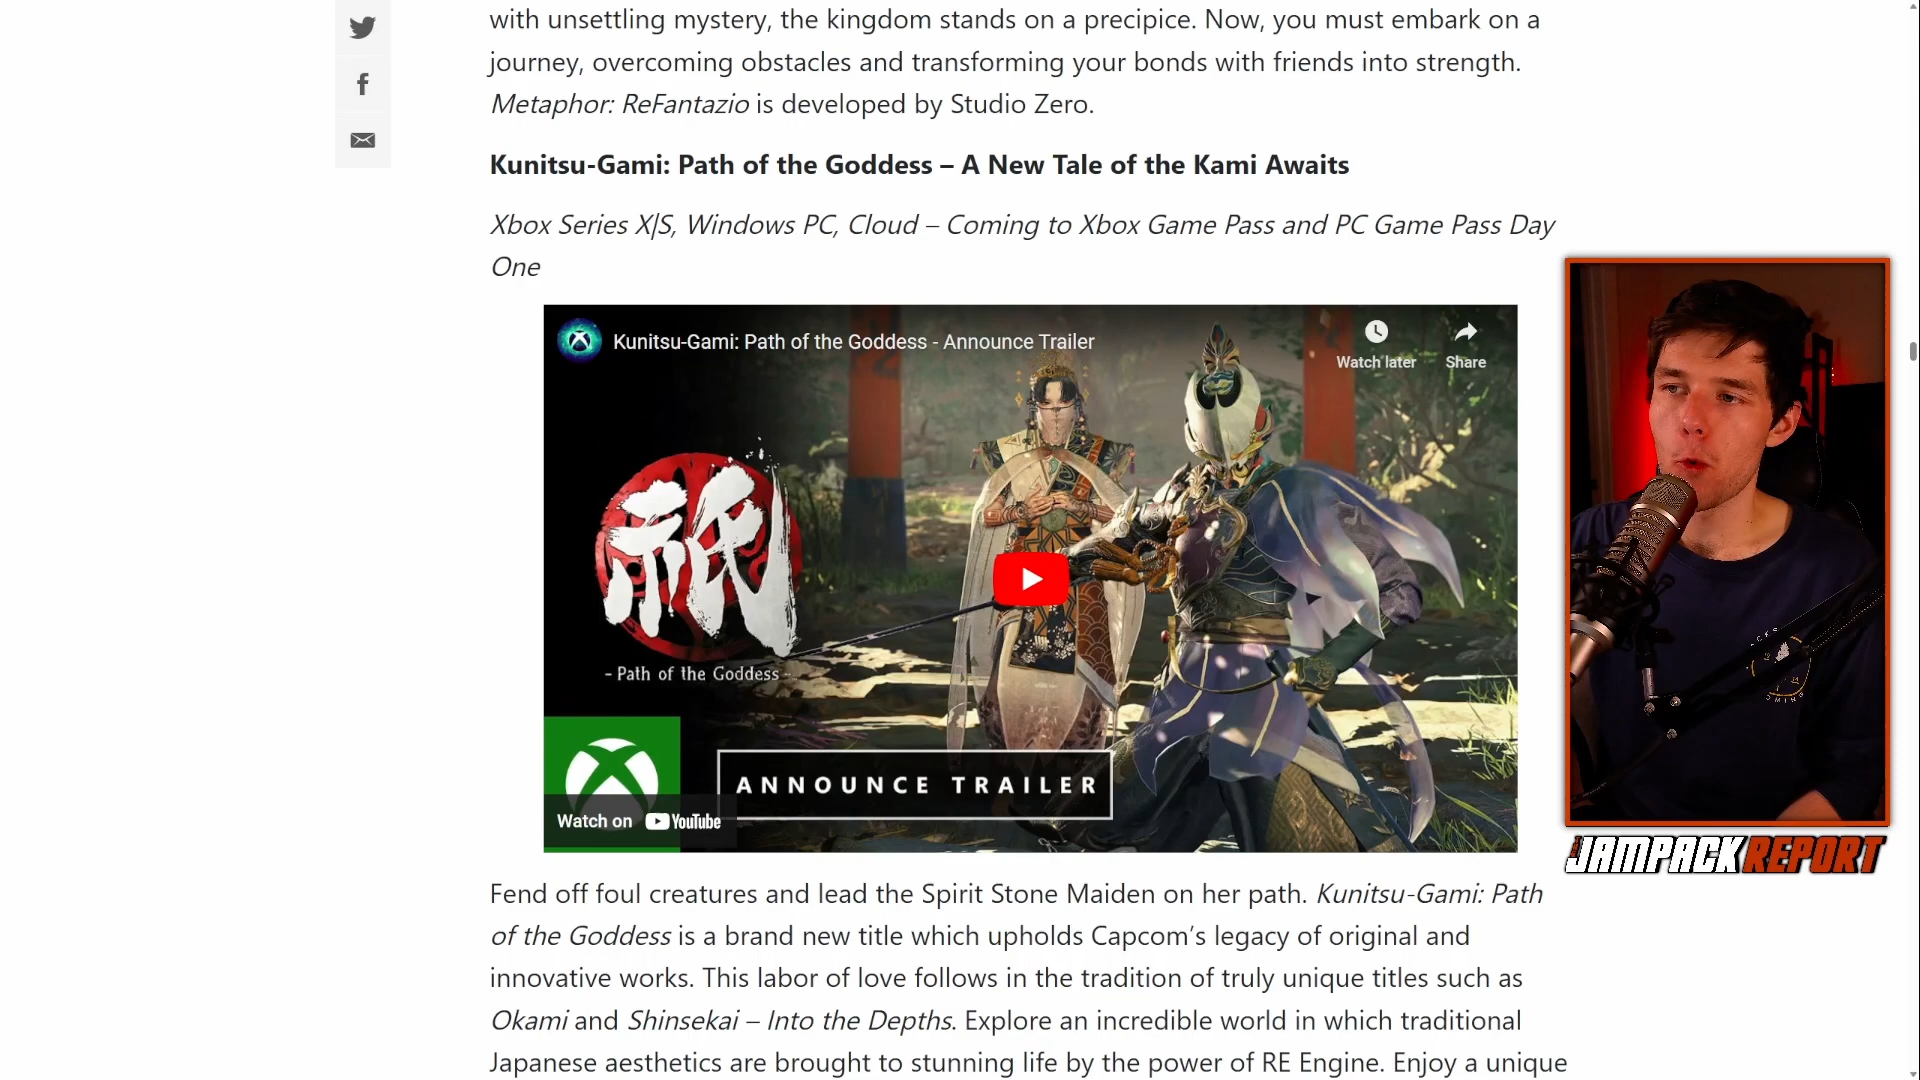 with unsettling mystery, the kingdom stands on a precipice. Now, you must embark on a
journey, overcoming obstacles and transforming your bonds with friends into strength.
Metaphor: ReFantazio is developed by Studio Zero.
Kunitsu-Gami: Path of the Goddess – A New Tale of the Kami Awaits
Xbox Series X|S, Windows PC, Cloud – Coming to Xbox Game Pass and PC Game Pass Day
One
Kunitsu-Gami: Path of the Goddess - Announce Trailer
Watch later
Share
祇
- Path of the Goddess -
ANNOUNCE TRAILER
Watch on YouTube
THE JAMPACK REPORT
Fend off foul creatures and lead the Spirit Stone Maiden on her path. Kunitsu-Gami: Path
of the Goddess is a brand new title which upholds Capcom’s legacy of original and
innovative works. This labor of love follows in the tradition of truly unique titles such as
Okami and Shinsekai – Into the Depths. Explore an incredible world in which traditional
Japanese aesthetics are brought to stunning life by the power of RE Engine. Enjoy a unique